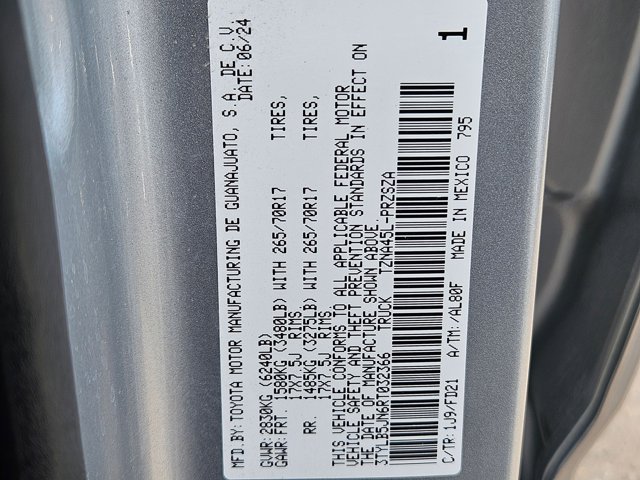 MFD.BY: TOYOTA MOTOR MANUFACTURING DE GUANAJUATO, S.A. DE C.V.
DATE: 06/24
GVWR: 2830KG (6240LB)
GAWR: FRT. 1580KG (3480LB) WITH 265/70R17 TIRES,
17X7.5J RIMS
RR. 1485KG (3275LB) WITH 265/70R17 TIRES,
17X7.5J RIMS
THIS VEHICLE CONFORMS TO ALL APPLICABLE FEDERAL MOTOR
VEHICLE SAFETY AND THEFT PREVENTION STANDARDS IN EFFECT ON
THE DATE OF MANUFACTURE SHOWN ABOVE.
3TYLB5JN6RT032366 TRUCK TZNA45L-PRZSZA
C/TR: 1J9/FD21 A/TM: /AL80F MADE IN MEXICO 795
1